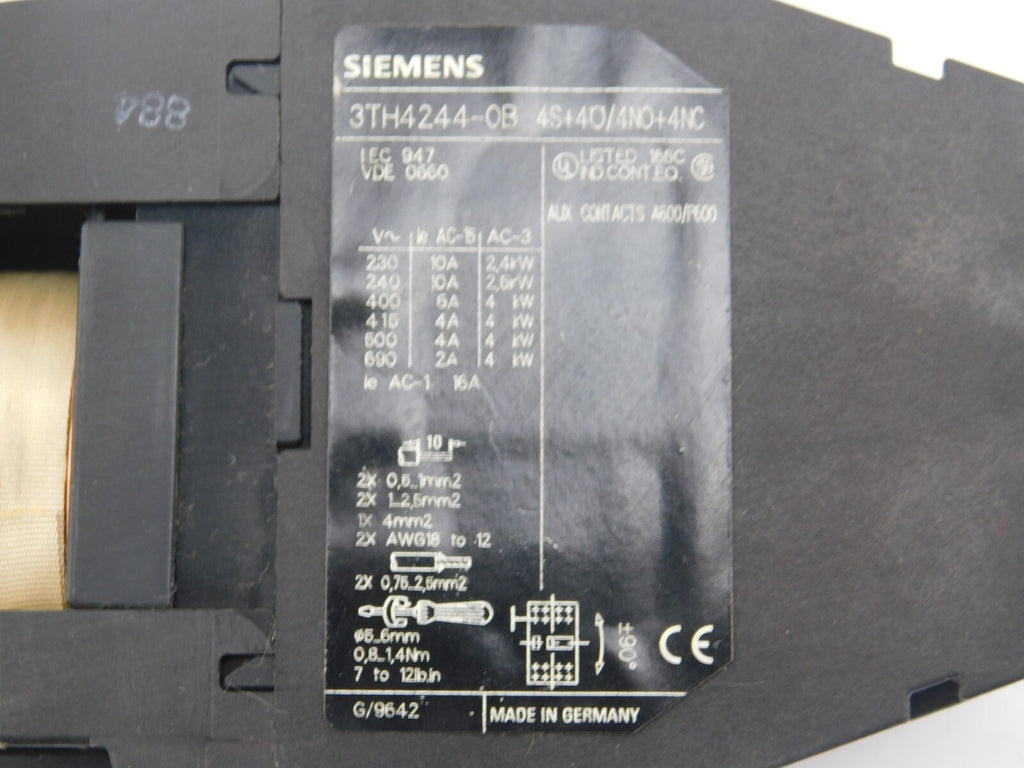 884
SIEMENS
3TH4244-0B 4S+4Ö/4NO+4NC
IEC 947
VDE 0660
UL LISTED 166C
IND.CONT.EQ.
AUX CONTACTS A600/P600
V~ Ie AC-15 AC-3
230 10A 2,4kW
240 10A 2,6kW
400 6A 4 kW
415 4A 4 kW
500 4A 4 kW
690 2A 4 kW
Ie AC-1 16A
10
2X 0,5...1mm2
2X 1...2,5mm2
1X 4mm2
2X AWG18 to 12
2X 0,75...2,5mm2
ø5...6mm
0,8...1,4Nm
7 to 12lb.in
±90°
CE
G/9642
MADE IN GERMANY